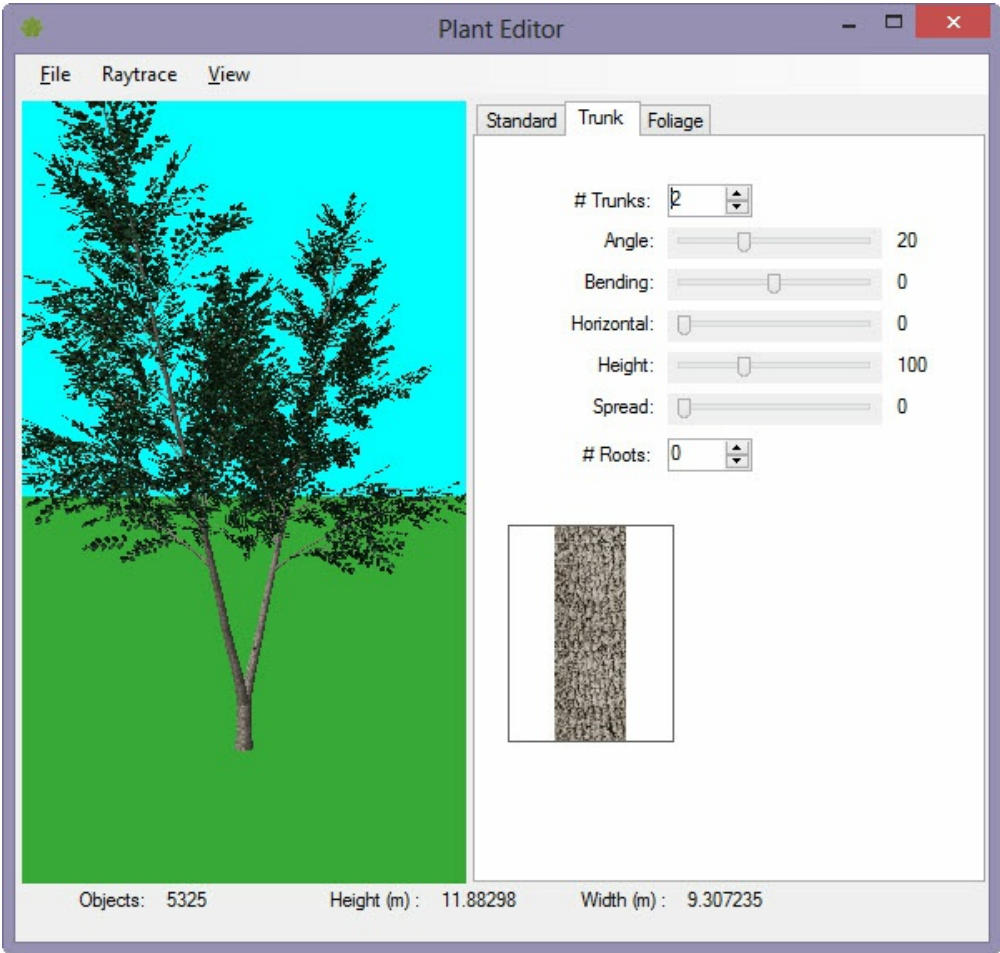 Plant Editor
File Raytrace View
Standard Trunk Foliage
# Trunks: 2
Angle: 20
Bending: 0
Horizontal: 0
Height: 100
Spread: 0
# Roots: 0
Objects: 5325 Height (m) : 11.88298 Width (m) : 9.307235